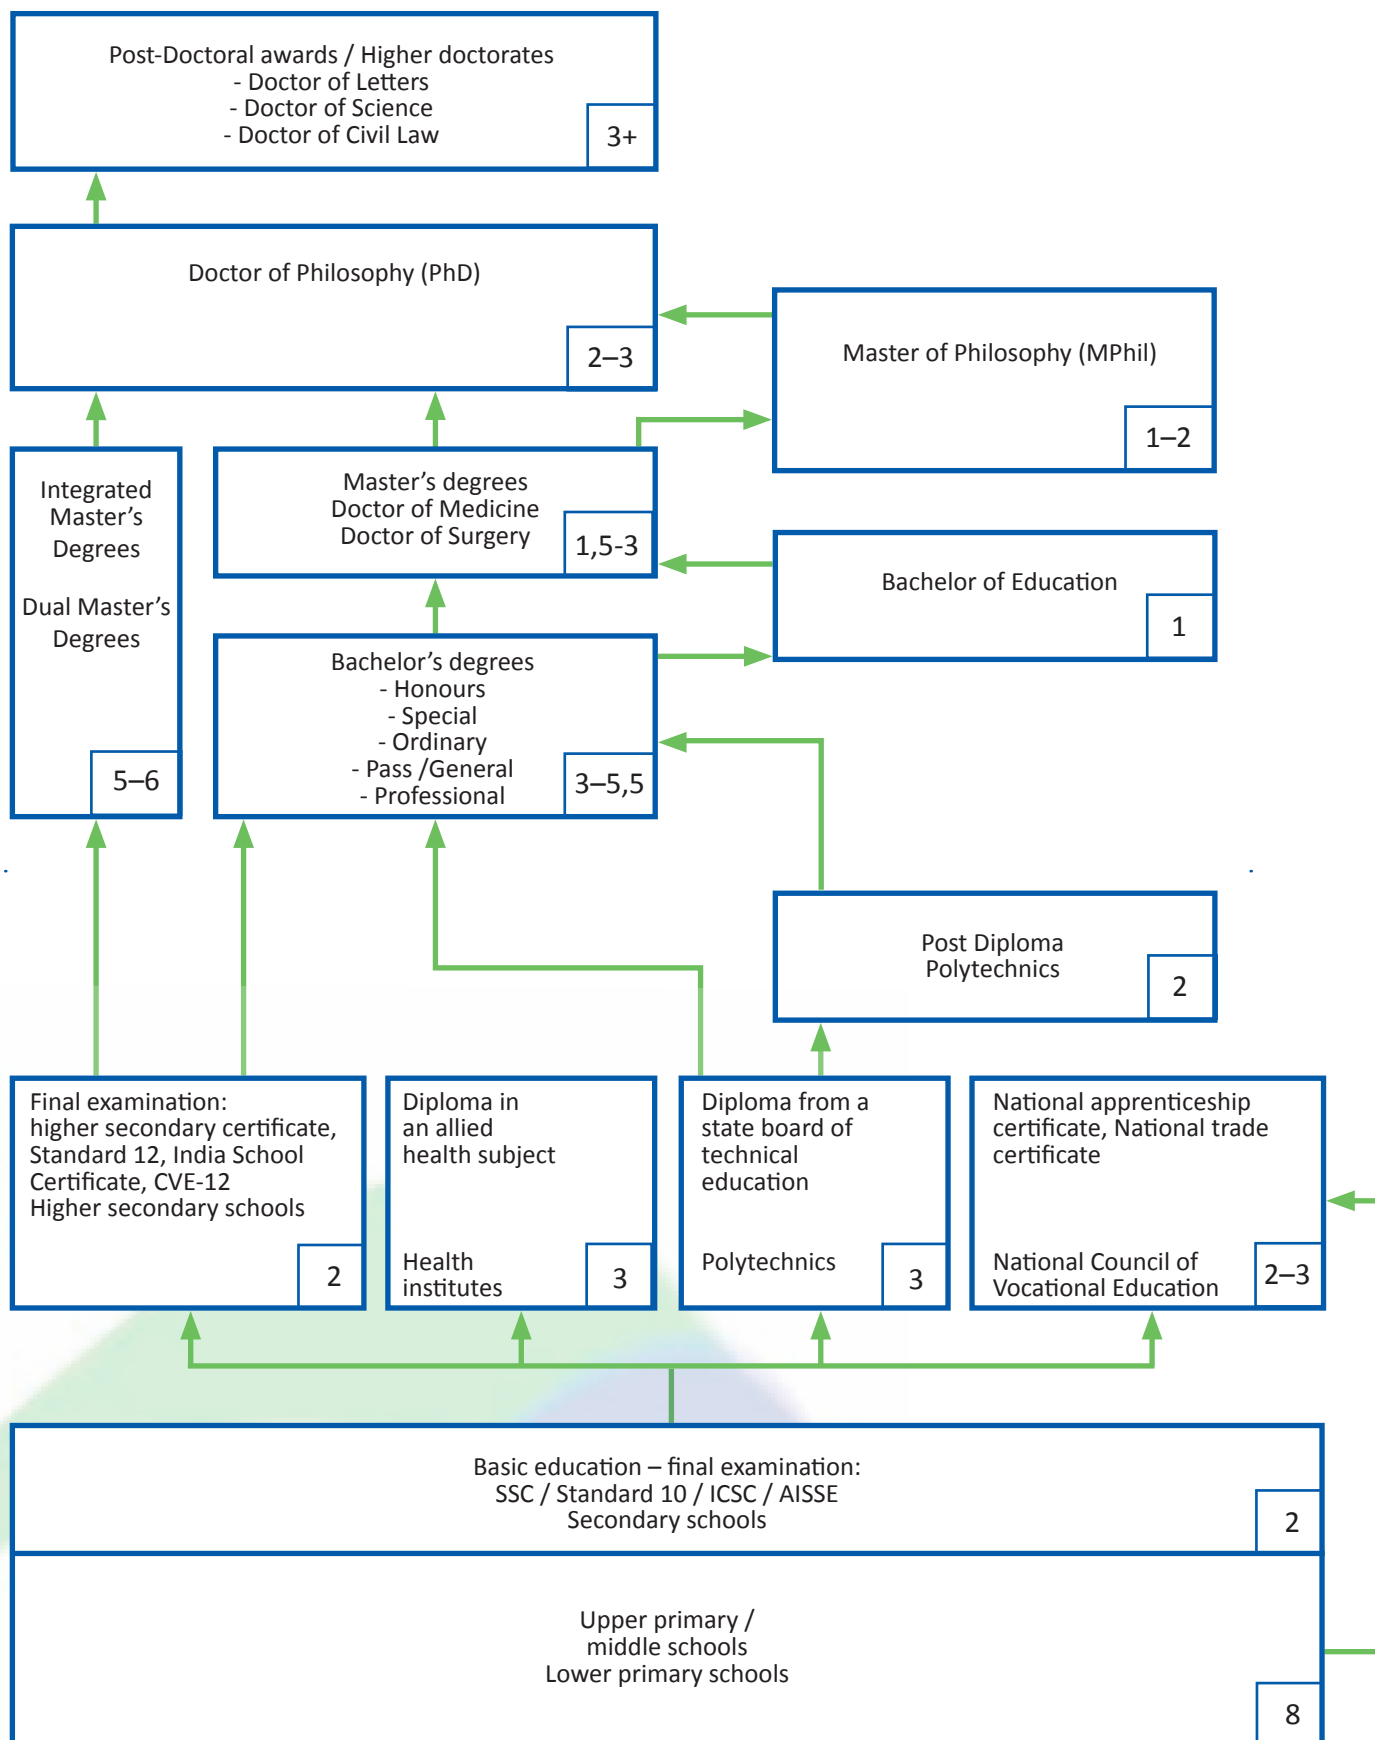 Post-Doctoral awards / Higher doctorates
- Doctor of Letters
- Doctor of Science
- Doctor of Civil Law
3+
Doctor of Philosophy (PhD)
2–3
Master of Philosophy (MPhil)
1–2
Integrated
Master's
Degrees
Dual Master's
Degrees
5–6
Master's degrees
Doctor of Medicine
Doctor of Surgery
1,5-3
Bachelor of Education
1
Bachelor's degrees
- Honours
- Special
- Ordinary
- Pass /General
- Professional
3–5,5
Post Diploma
Polytechnics
2
Final examination:
higher secondary certificate,
Standard 12, India School
Certificate, CVE-12
Higher secondary schools
2
Diploma in
an allied
health subject
Health
institutes
3
Diploma from a
state board of
technical
education
Polytechnics
3
National apprenticeship
certificate, National trade
certificate
National Council of
Vocational Education
2–3
Basic education – final examination:
SSC / Standard 10 / ICSC / AISSE
Secondary schools
2
Upper primary /
middle schools
Lower primary schools
8